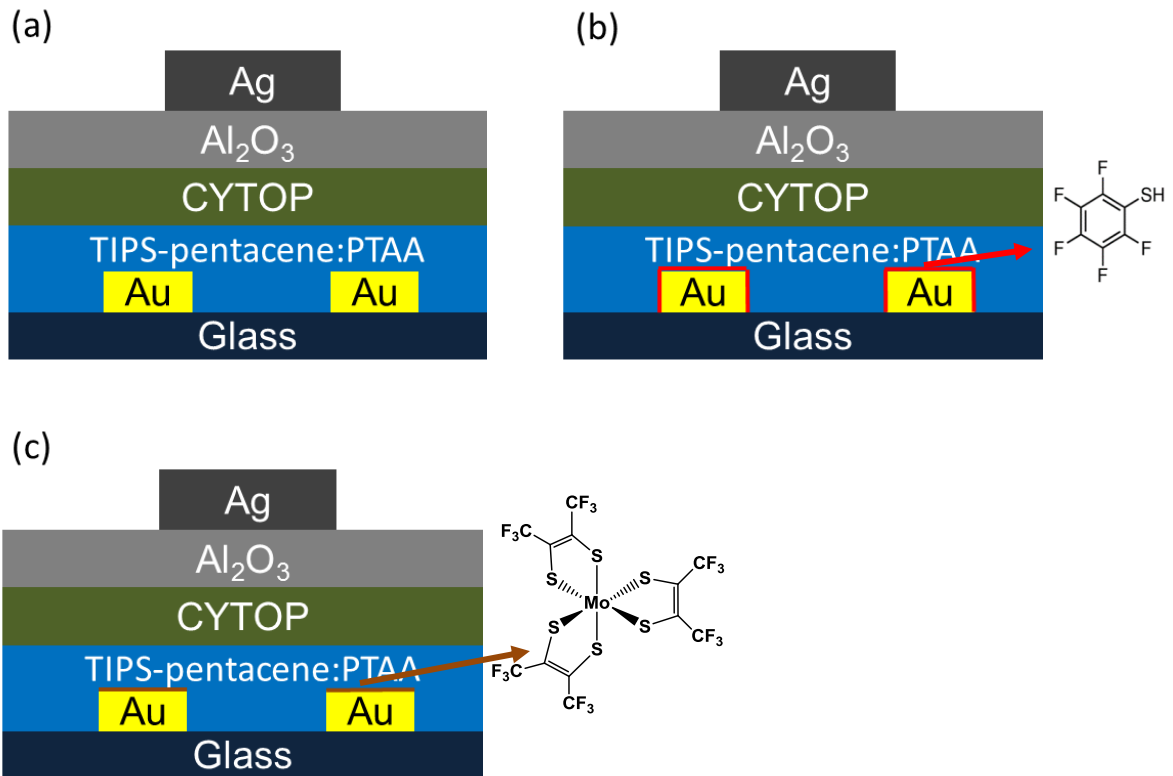 (a)
Ag
Al₂O₃
CYTOP
TIPS-pentacene:PTAA
Au Au
Glass
(b)
Ag
Al₂O₃
CYTOP
TIPS-pentacene:PTAA
Au Au
Glass
F
F SH
F F
F
(c)
Ag
Al₂O₃
CYTOP
TIPS-pentacene:PTAA
Au Au
Glass
CF₃
F₃C
S
S S CF₃
Mo
S S
S CF₃
F₃C
CF₃